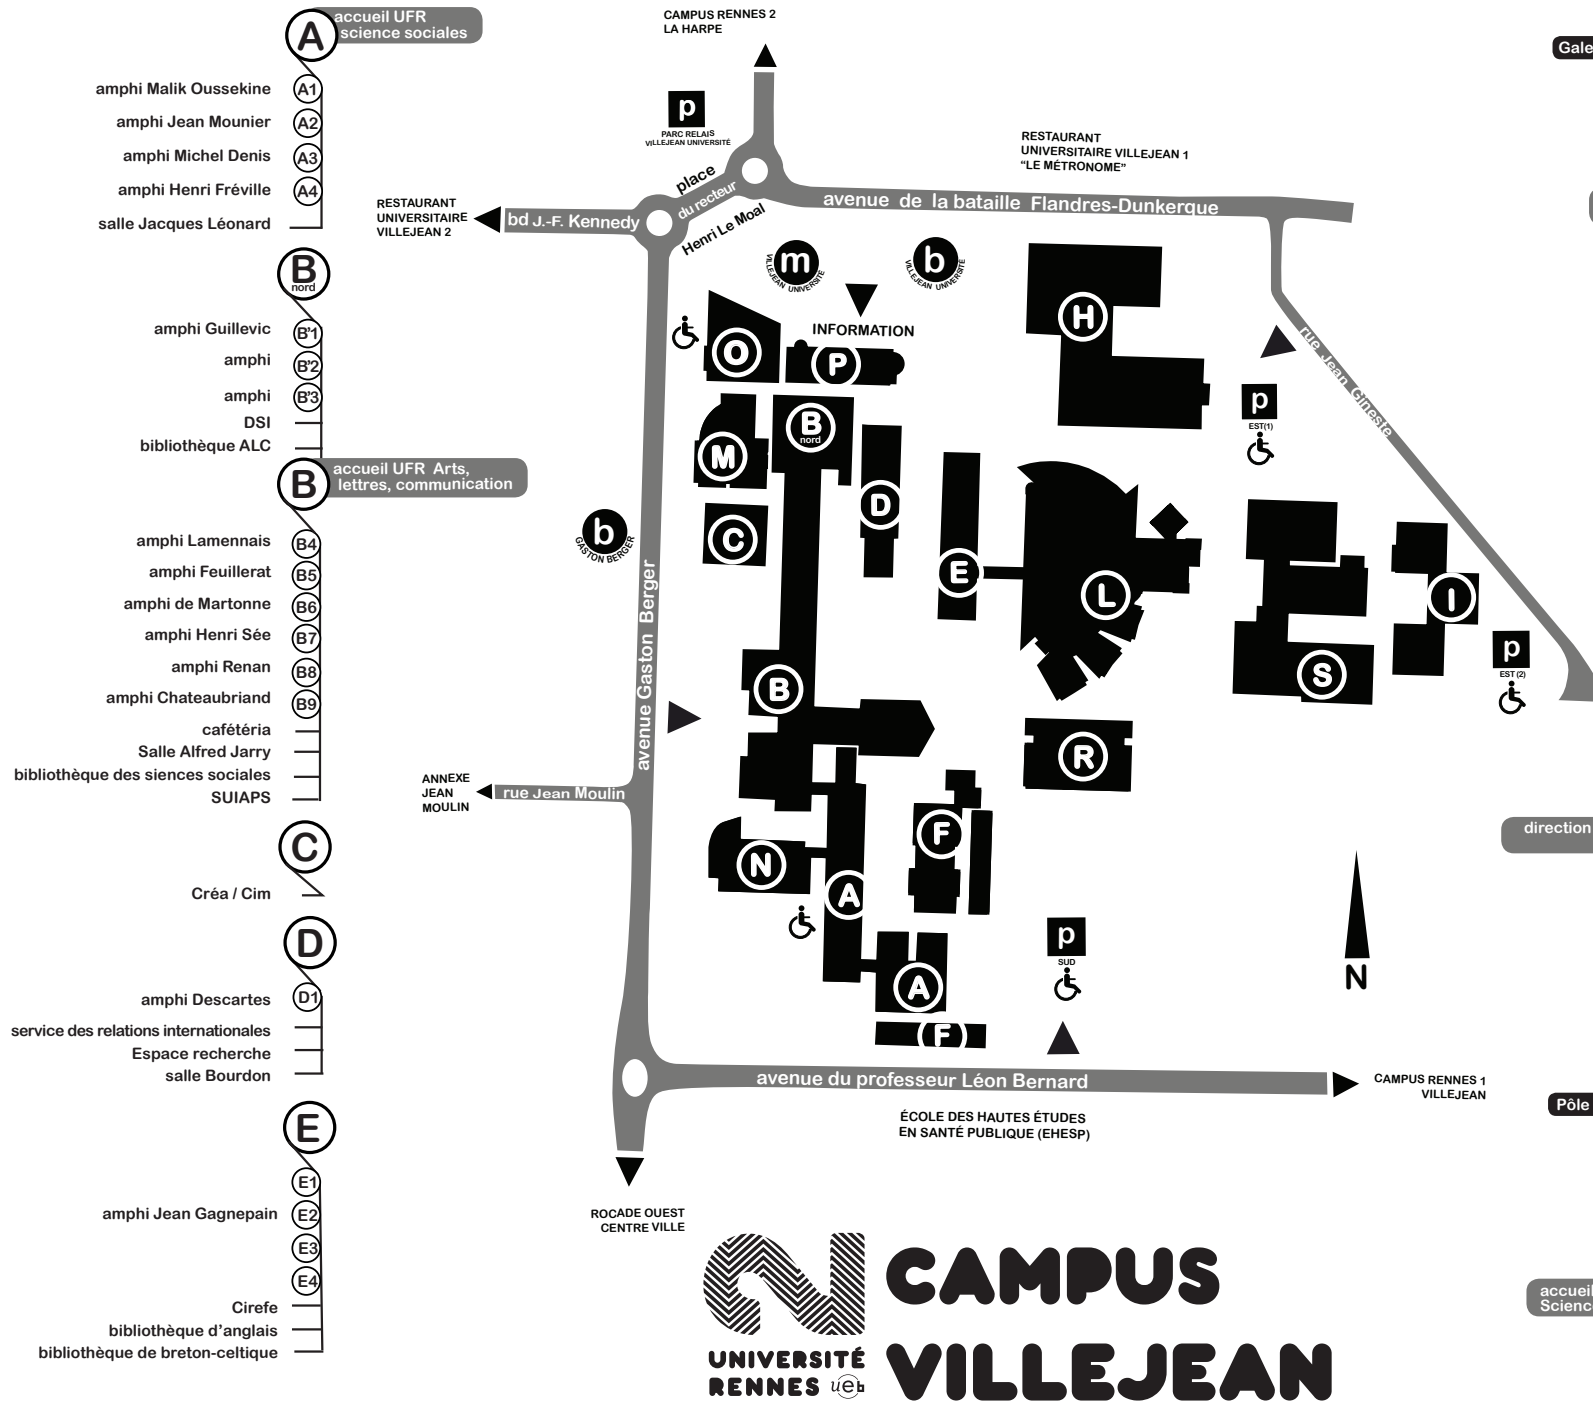 A
accueil UFR
science sociales
amphi Malik Oussekine A1
amphi Jean Mounier A2
amphi Michel Denis A3
amphi Henri Fréville A4
salle Jacques Léonard
B
nord
amphi Guillevic B'1
amphi B'2
amphi B'3
DSI
bibliothèque ALC
B
accueil UFR Arts,
lettres, communication
amphi Lamennais B4
amphi Feuillerat B5
amphi de Martonne B6
amphi Henri Sée B7
amphi Renan B8
amphi Chateaubriand B9
cafétéria
Salle Alfred Jarry
bibliothèque des siences sociales
SUIAPS
C
Créa / Cim
D
amphi Descartes D1
service des relations internationales
Espace recherche
salle Bourdon
E
E1
amphi Jean Gagnepain E2
E3
E4
Cirefe
bibliothèque d'anglais
bibliothèque de breton-celtique
CAMPUS RENNES 2
LA HARPE
p
PARC RELAIS
VILLEJEAN UNIVERSITÉ
place
du recteur
Henri Le Moal
RESTAURANT
UNIVERSITAIRE
VILLEJEAN 2
bd J.-F. Kennedy
RESTAURANT
UNIVERSITAIRE VILLEJEAN 1
“LE MÉTRONOME”
avenue de la bataille Flandres-Dunkerque
m
VILLEJEAN UNIVERSITÉ
b
VILLEJEAN UNIVERSITÉ
INFORMATION
rue Jean Gineste
O
P
H
B
nord
M
D
C
E
L
p
EST(1)
b
GASTON BERGER
avenue Gaston Berger
I
S
p
EST (2)
B
R
ANNEXE
JEAN
MOULIN
rue Jean Moulin
F
N
A
A
F
p
SUD
N
avenue du professeur Léon Bernard
CAMPUS RENNES 1
VILLEJEAN
ÉCOLE DES HAUTES ÉTUDES
EN SANTÉ PUBLIQUE (EHESP)
ROCADE OUEST
CENTRE VILLE
Gale
direction
Pôle
accueil
Science
UNIVERSITÉ
RENNES ueb
2
CAMPUS
VILLEJEAN